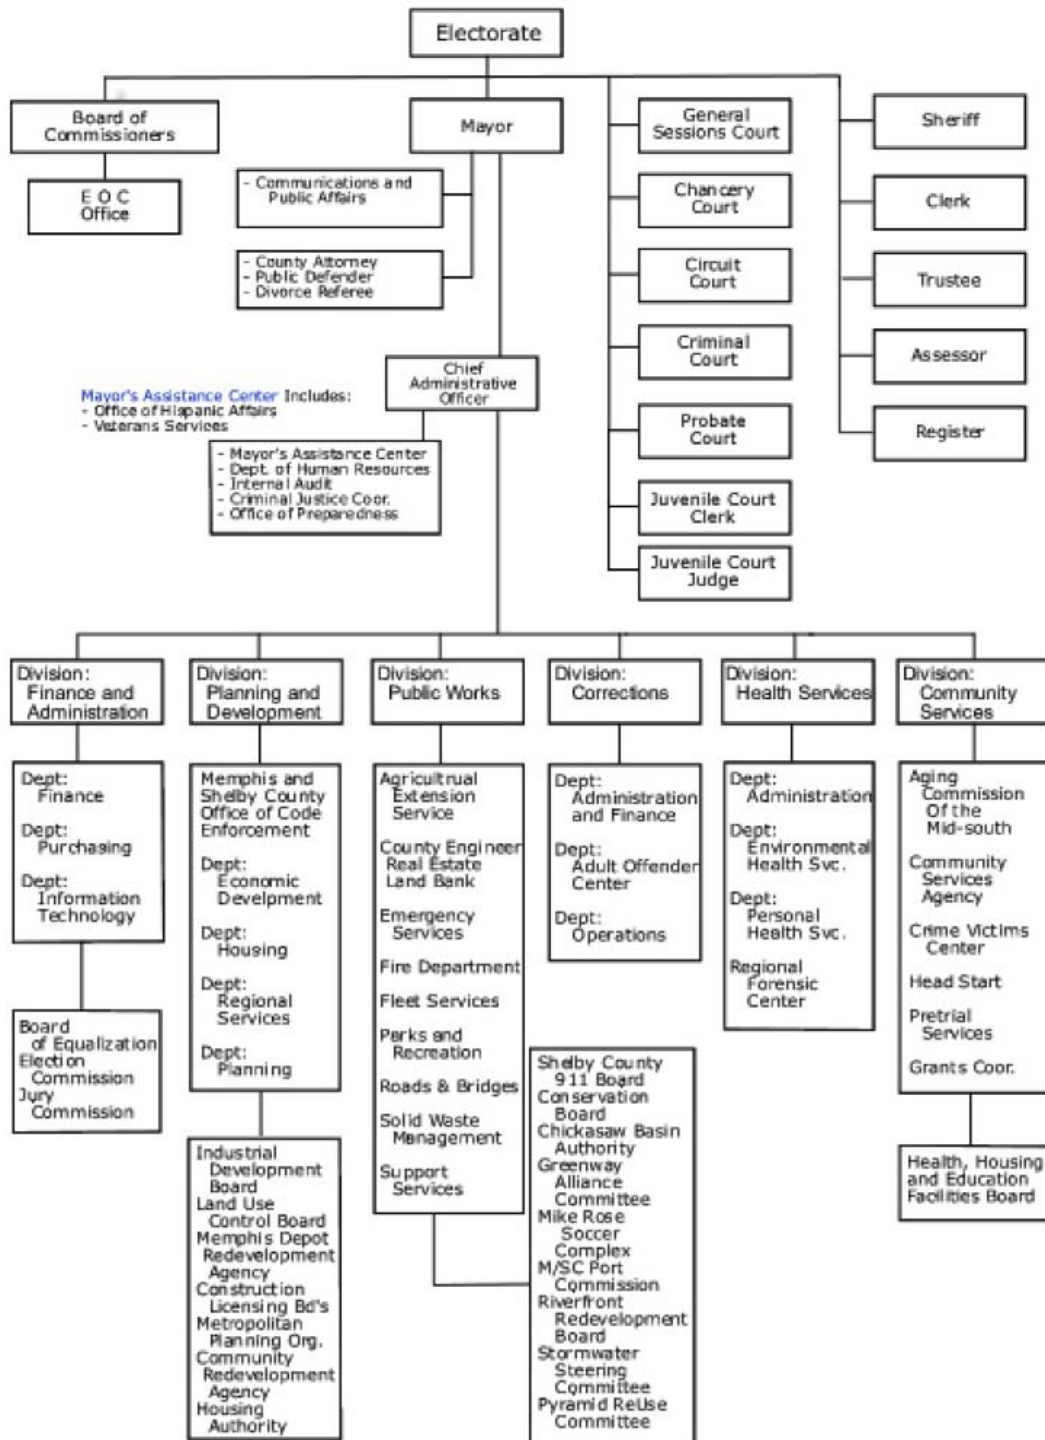 Electorate
Board of
Commissioners
E O C
Office
Mayor
- Communications and
Public Affairs
- County Attorney
- Public Defender
- Divorce Referee
General
Sessions Court
Chancery
Court
Circuit
Court
Criminal
Court
Probate
Court
Juvenile Court
Clerk
Juvenile Court
Judge
Sheriff
Clerk
Trustee
Assessor
Register
Chief
Administrative
Officer
Mayor's Assistance Center Includes:
- Office of Hispanic Affairs
- Veterans Services
- Mayor's Assistance Center
- Dept. of Human Resources
- Internal Audit
- Criminal Justice Coor.
- Office of Preparedness
Division:
Finance and
Administration
Dept:
Finance
Dept:
Purchasing
Dept:
Information
Technology
Board
of Equalization
Election
Commission
Jury
Commission
Division:
Planning and
Development
Memphis and
Shelby County
Office of Code
Enforcement
Dept:
Economic
Develpment
Dept:
Housing
Dept:
Regional
Services
Dept:
Planning
Industrial
Development
Board
Land Use
Control Board
Memphis Depot
Redevelopment
Agency
Construction
Licensing Bd's
Metropolitan
Planning Org.
Community
Redevelopment
Agency
Housing
Authority
Division:
Public Works
Agricultrual
Extension
Service
County Engineer
Real Estate
Land Bank
Emergency
Services
Fire Department
Fleet Services
Parks and
Recreation
Roads & Bridges
Solid Waste
Management
Support
Services
Shelby County
911 Board
Conservation
Board
Chickasaw Basin
Authority
Greenway
Alliance
Committee
Mike Rose
Soccer
Complex
M/SC Port
Commission
Riverfront
Redevelopment
Board
Stormwater
Steering
Committee
Pyramid ReUse
Committee
Division:
Corrections
Dept:
Administration
and Finance
Dept:
Adult Offender
Center
Dept:
Operations
Division:
Health Services
Dept:
Administration
Dept:
Environmental
Health Svc.
Dept:
Personal
Health Svc.
Regional
Forensic
Center
Division:
Community
Services
Aging
Commission
Of the
Mid-south
Community
Services
Agency
Crime Victims
Center
Head Start
Pretrial
Services
Grants Coor.
Health, Housing
and Education
Facilities Board